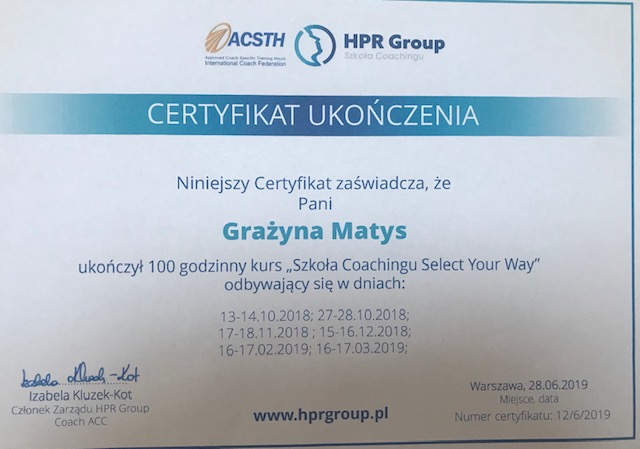 ACSTH
Approved Coach Specific Training Hours
International Coach Federation
HPR Group
Szkoła Coachingu
CERTYFIKAT UKOŃCZENIA
Niniejszy Certyfikat zaświadcza, że
Pani
Grażyna Matys
ukończył 100 godzinny kurs „Szkoła Coachingu Select Your Way”
odbywający się w dniach:
13-14.10.2018; 27-28.10.2018;
17-18.11.2018 ; 15-16.12.2018;
16-17.02.2019; 16-17.03.2019;
Izabela Kluzek-Kot
Izabela Kluzek-Kot
Członek Zarządu HPR Group
Coach ACC
www.hprgroup.pl
Warszawa, 28.06.2019
Miejsce, data
Numer certyfikatu: 12/6/2019